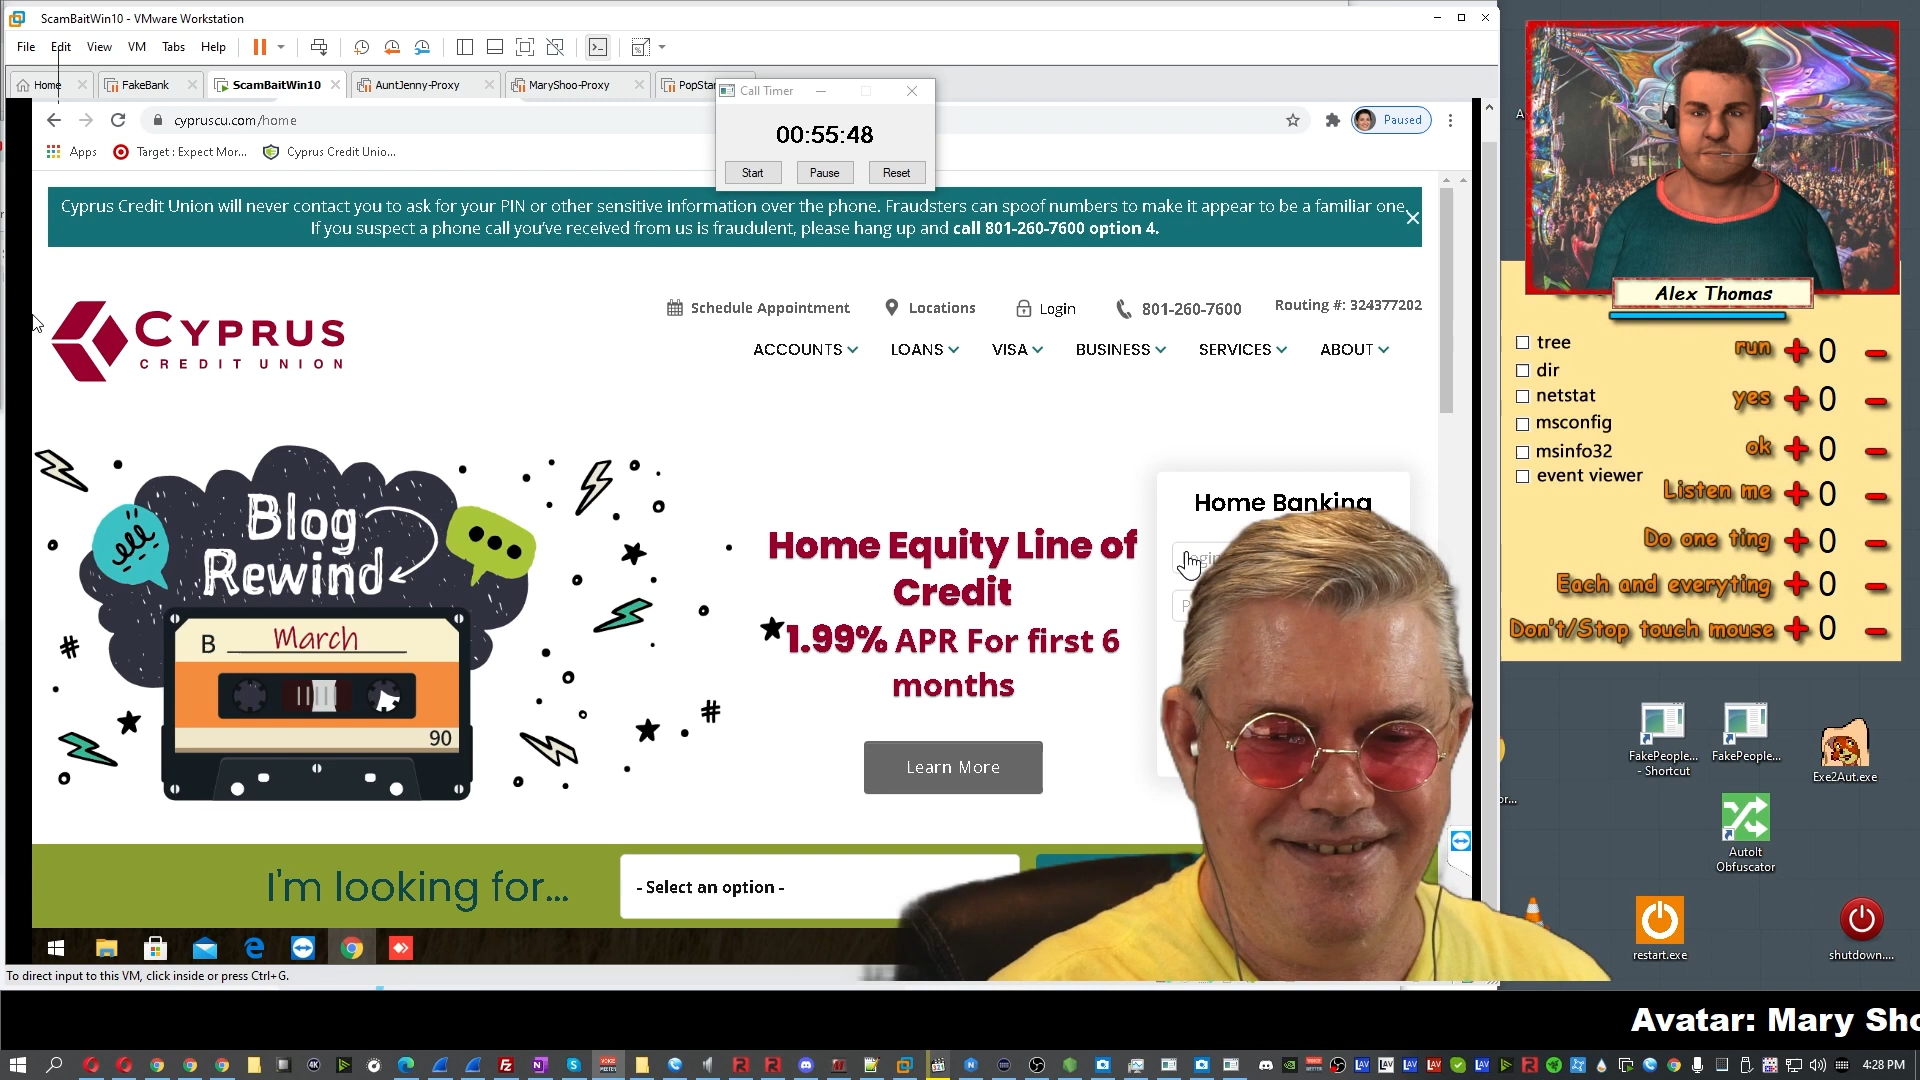 ScamBaitWin10 - VMware Workstation
File Edit View VM Tabs Help
Home FakeBank ScamBaitWin10 AuntJenny-Proxy MaryShoo-Proxy PopStar
Call Timer
00:55:48
Start Pause Reset
cypruscu.com/home
Paused
Apps Target : Expect Mor... Cyprus Credit Unio...
Cyprus Credit Union will never contact you to ask for your PIN or other sensitive information over the phone. Fraudsters can spoof numbers to make it appear to be a familiar one.
If you suspect a phone call you've received from us is fraudulent, please hang up and call 801-260-7600 option 4.
Schedule Appointment Locations Login 801-260-7600 Routing #: 324377202
CYPRUS
CREDIT UNION
ACCOUNTS LOANS VISA BUSINESS SERVICES ABOUT
Blog
Rewind
B March
90
Home Equity Line of
Credit
1.99% APR For first 6
months
Learn More
Home Banking
I'm looking for...
- Select an option -
To direct input to this VM, click inside or press Ctrl+G.
Alex Thomas
tree
dir
netstat
msconfig
msinfo32
event viewer
run + 0 -
yes + 0 -
ok + 0 -
Listen me + 0 -
Do one ting + 0 -
Each and everyting + 0 -
Don't/Stop touch mouse + 0 -
FakePeople...
- Shortcut
FakePeople...
Exe2Aut.exe
AutoIt
Obfuscator
restart.exe
shutdown....
Avatar: Mary Sho
4:28 PM